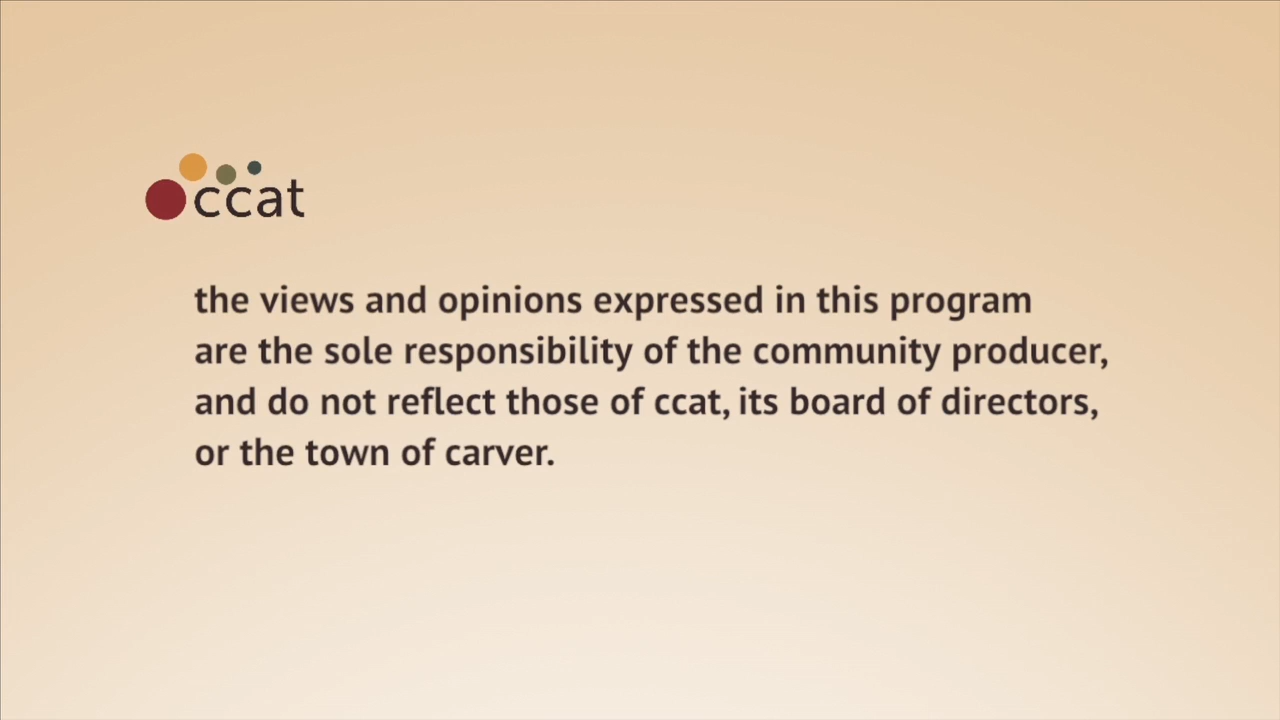 ccat
the views and opinions expressed in this program
are the sole responsibility of the community producer,
and do not reflect those of ccat, its board of directors,
or the town of carver.